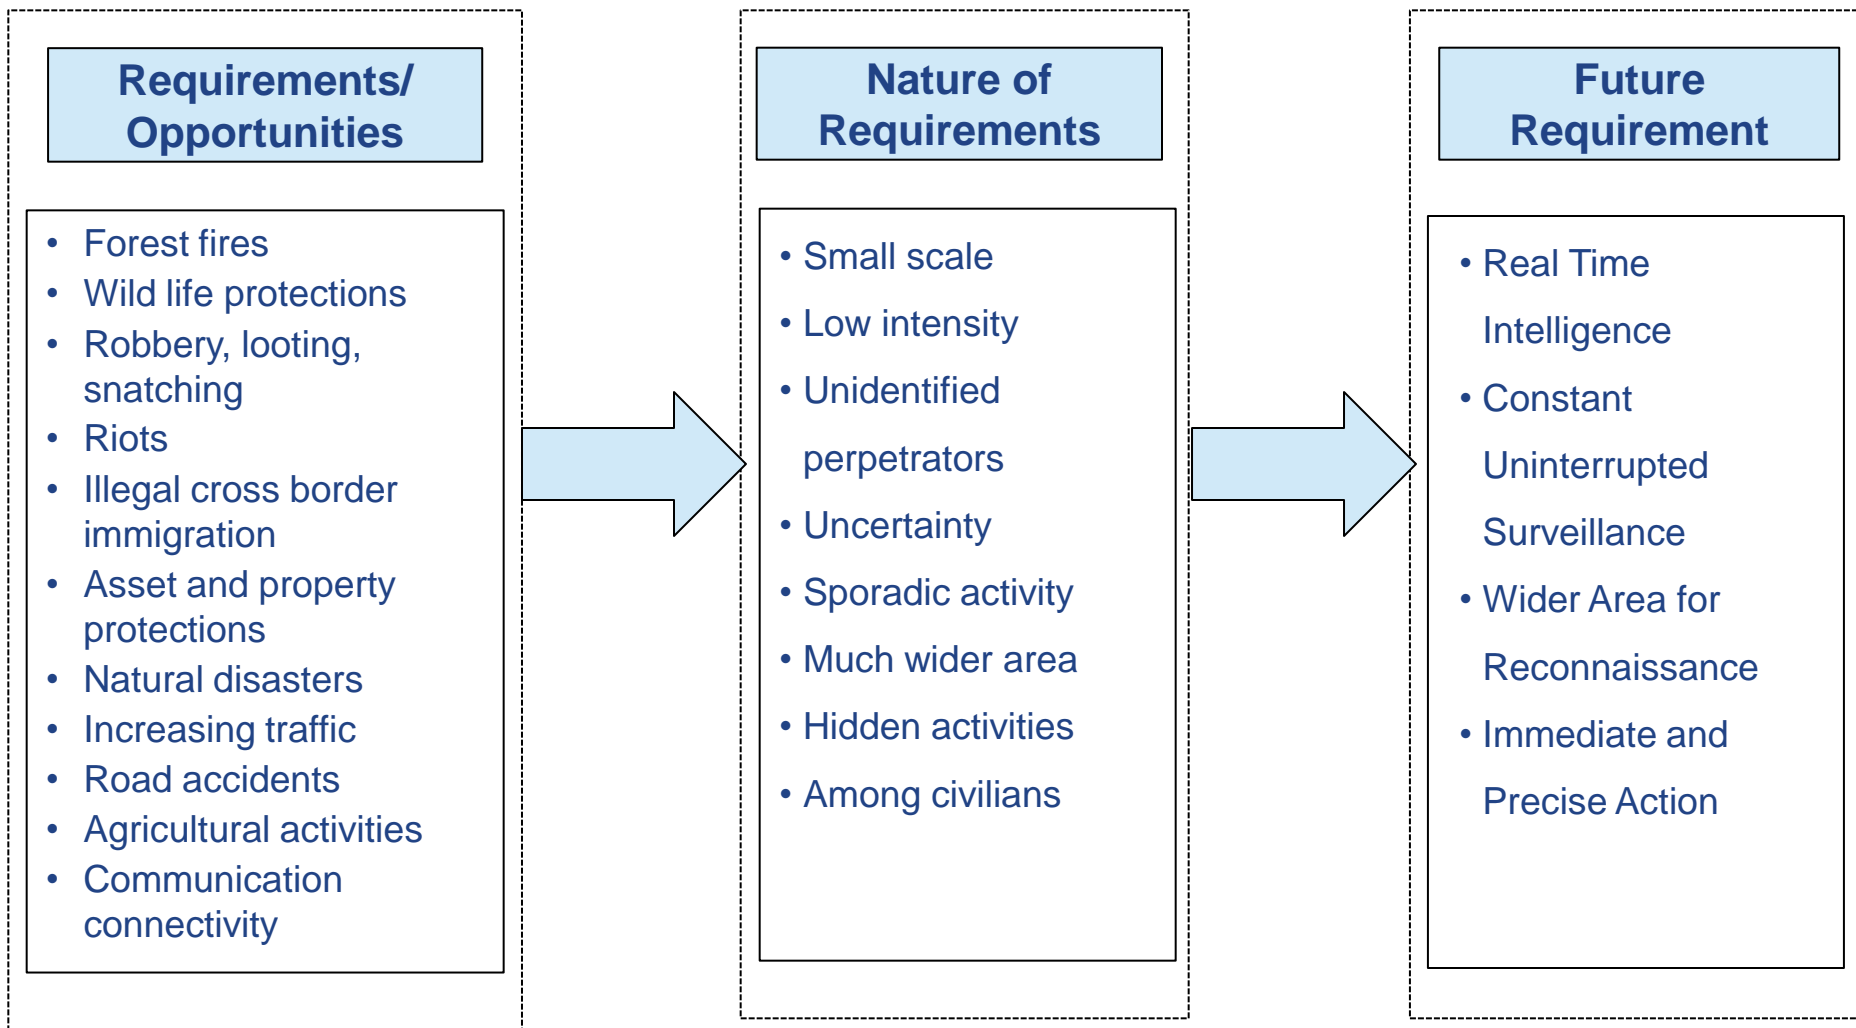 Requirements/
Opportunities
• Forest fires
• Wild life protections
• Robbery, looting,
snatching
• Riots
• Illegal cross border
immigration
• Asset and property
protections
• Natural disasters
• Increasing traffic
• Road accidents
• Agricultural activities
• Communication
connectivity
Nature of
Requirements
• Small scale
• Low intensity
• Unidentified
perpetrators
• Uncertainty
• Sporadic activity
• Much wider area
• Hidden activities
• Among civilians
Future
Requirement
• Real Time
Intelligence
• Constant
Uninterrupted
Surveillance
• Wider Area for
Reconnaissance
• Immediate and
Precise Action